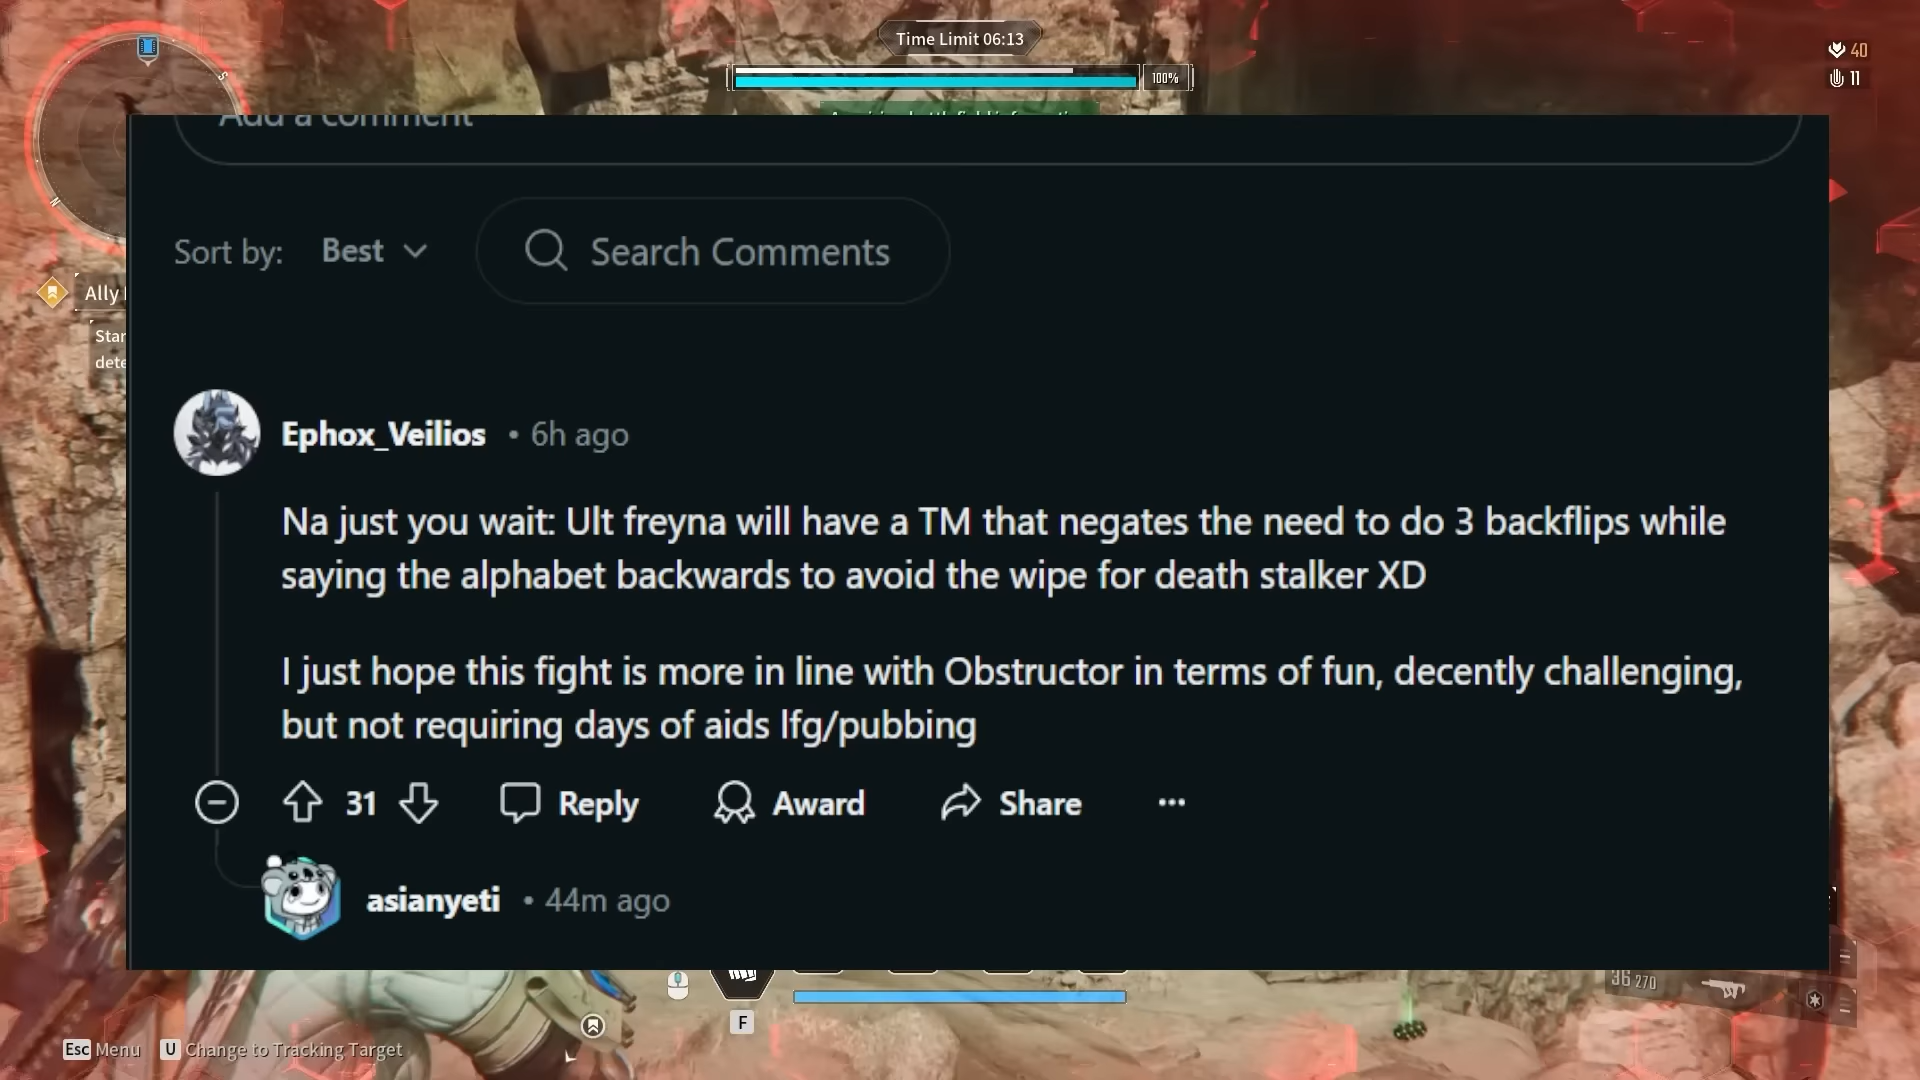 Time Limit 06:13
100%
40
11
S
N
Add a comment
Sort by: Best
Search Comments
Ally
Star
dete
Ephox_Veilios • 6h ago
Na just you wait: Ult freyna will have a TM that negates the need to do 3 backflips while
saying the alphabet backwards to avoid the wipe for death stalker XD
I just hope this fight is more in line with Obstructor in terms of fun, decently challenging,
but not requiring days of aids lfg/pubbing
31 Reply Award Share ...
asianyeti • 44m ago
36 270
F
Esc Menu U Change to Tracking Target